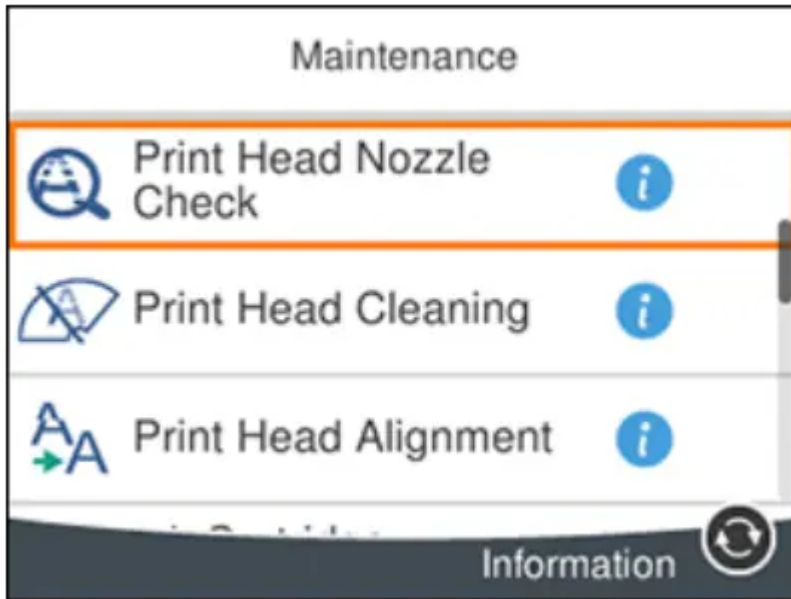 Maintenance
Print Head Nozzle
Check
Print Head Cleaning
Print Head Alignment
Information